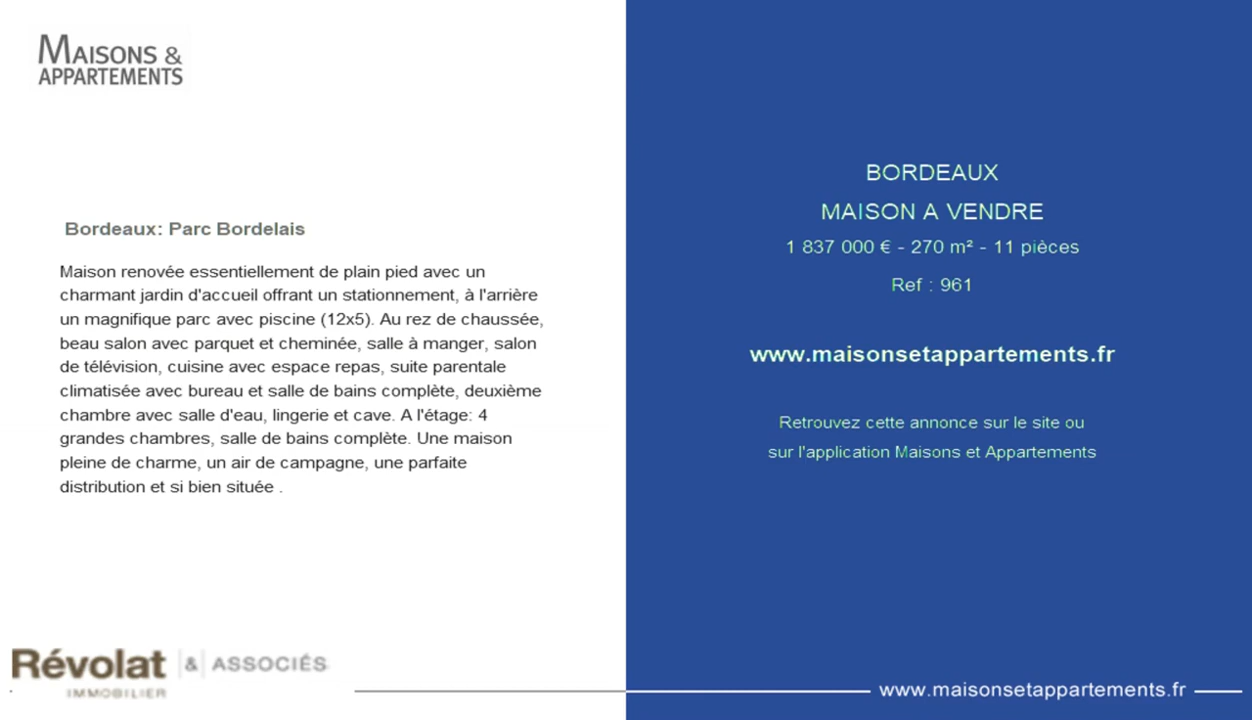 MAISONS &
APPARTEMENTS
Bordeaux: Parc Bordelais
Maison renovée essentiellement de plain pied avec un
charmant jardin d'accueil offrant un stationnement, à l'arrière
un magnifique parc avec piscine (12x5). Au rez de chaussée,
beau salon avec parquet et cheminée, salle à manger, salon
de télévision, cuisine avec espace repas, suite parentale
climatisée avec bureau et salle de bains complète, deuxième
chambre avec salle d'eau, lingerie et cave. A l'étage: 4
grandes chambres, salle de bains complète. Une maison
pleine de charme, un air de campagne, une parfaite
distribution et si bien située .
Révolat & ASSOCIÉS
IMMOBILIER
BORDEAUX
MAISON A VENDRE
1 837 000 € - 270 m² - 11 pièces
Ref : 961
www.maisonsetappartements.fr
Retrouvez cette annonce sur le site ou
sur l'application Maisons et Appartements
www.maisonsetappartements.fr